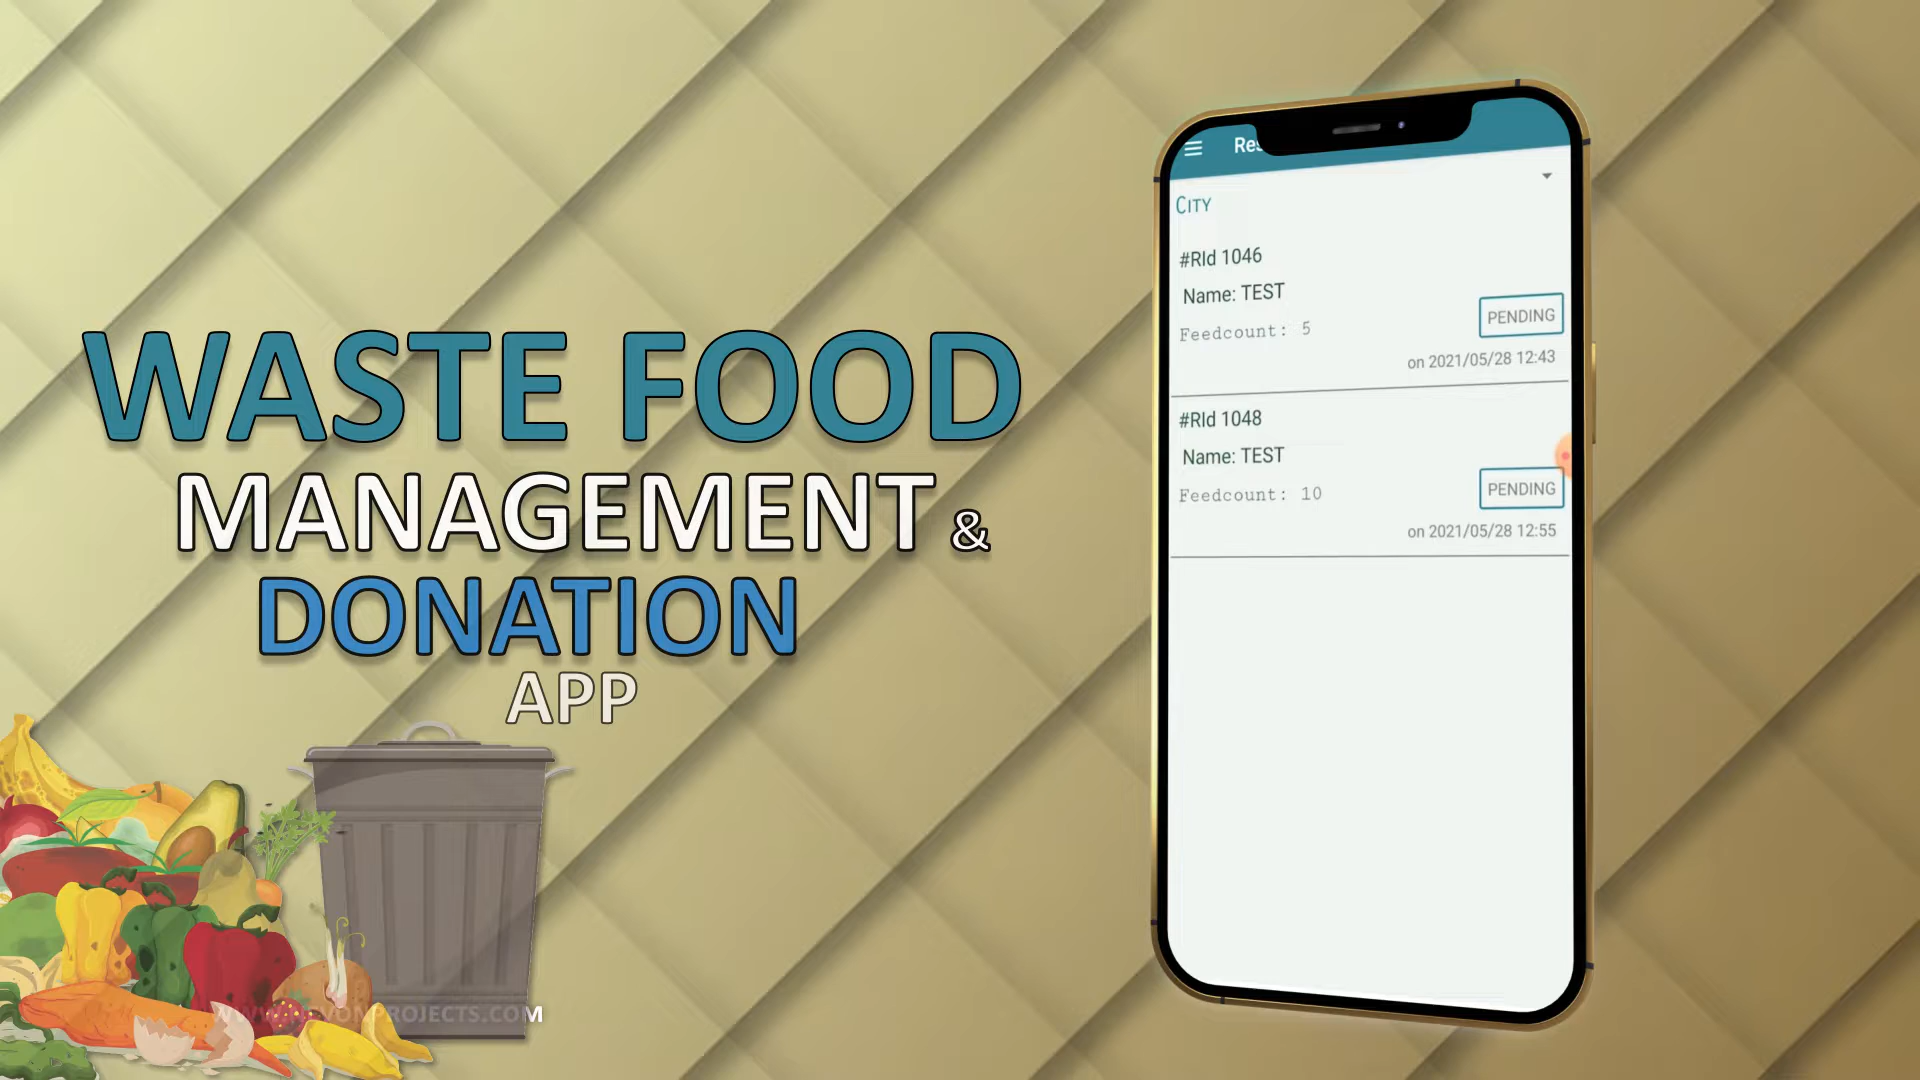 WASTE FOOD
MANAGEMENT &
DONATION
APP
City
#RId 1046
Name: TEST
Feedcount: 5
PENDING
on 2021/05/28 12:43
#RId 1048
Name: TEST
Feedcount: 10
PENDING
on 2021/05/28 12:55